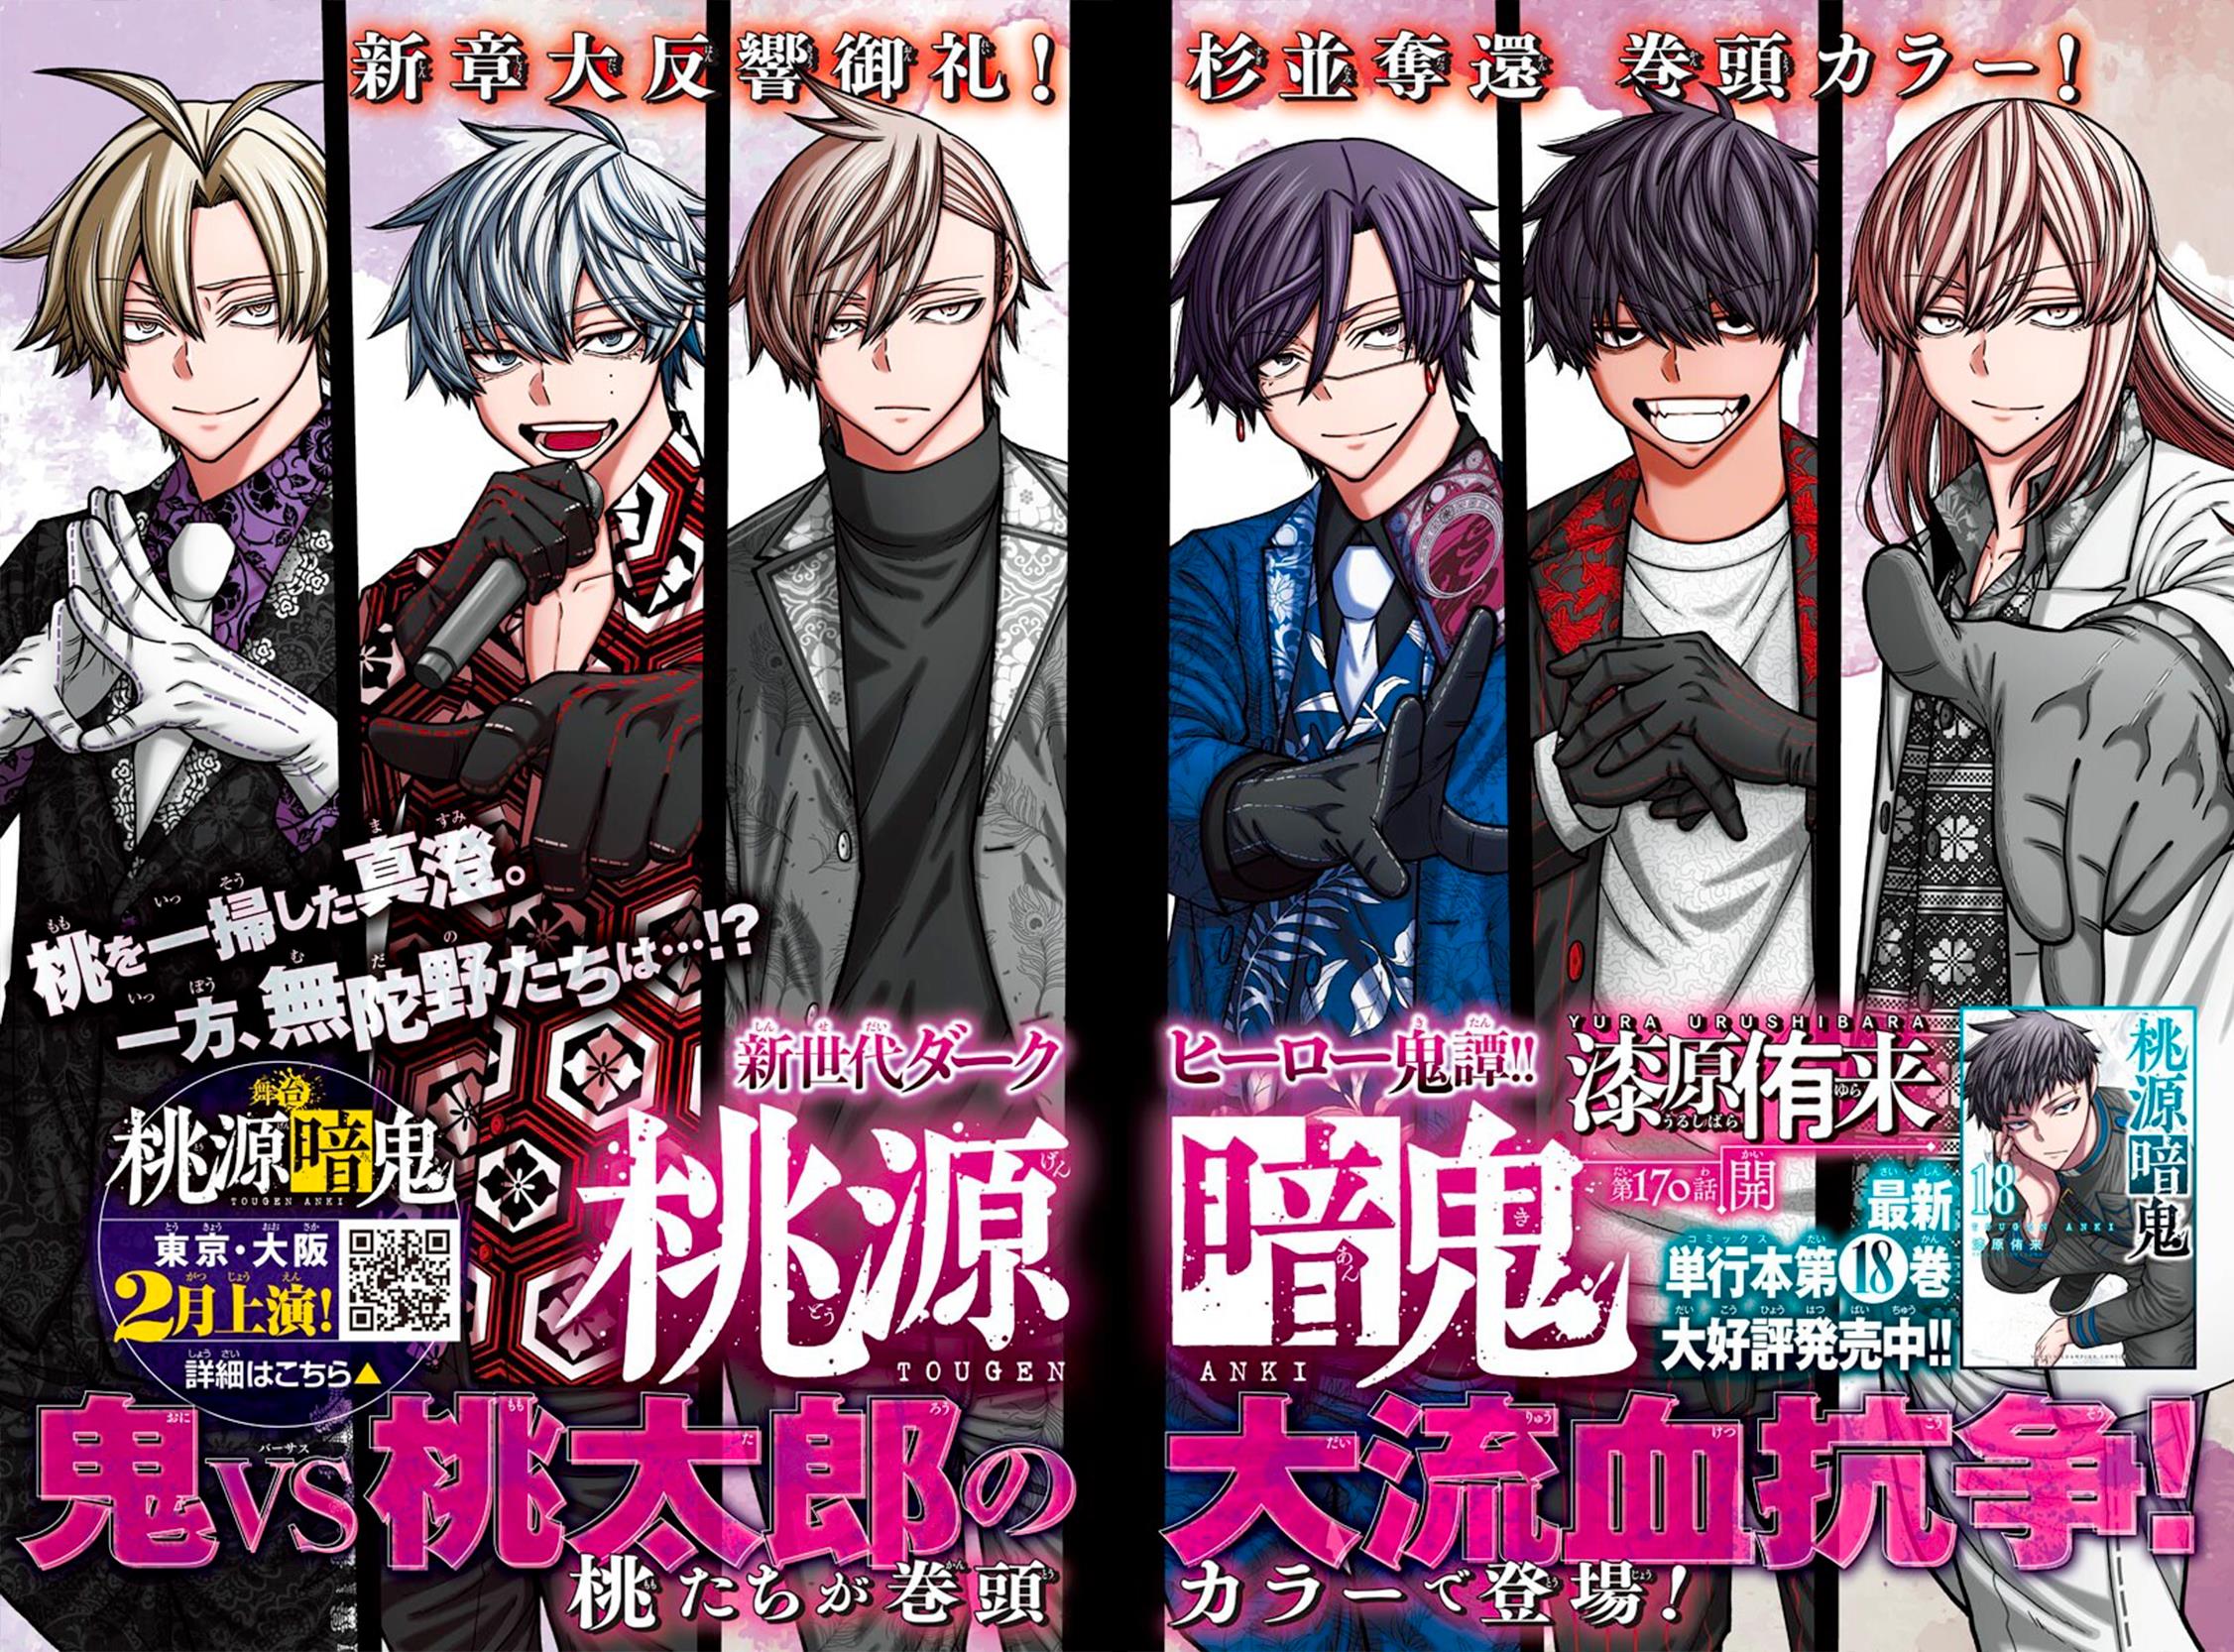 新章大反響御礼！
杉並奪還 巻頭カラー！
桃を一掃した真澄。
一方、無陀野たちは…!?
新世代ダークヒーロー鬼譚!!
YURA URUSHIBARA
漆原侑来
桃源暗鬼
TOUGEN ANKI
第170話 開
最新
単行本第18巻
大好評発売中!!
桃源暗鬼
18
TOUGEN ANKI
漆原侑来
舞台
桃源暗鬼
TOUGEN ANKI
東京・大阪
2月上演！
詳細はこちら▲
鬼VS桃太郎の大流血抗争！
桃たちが巻頭カラーで登場！